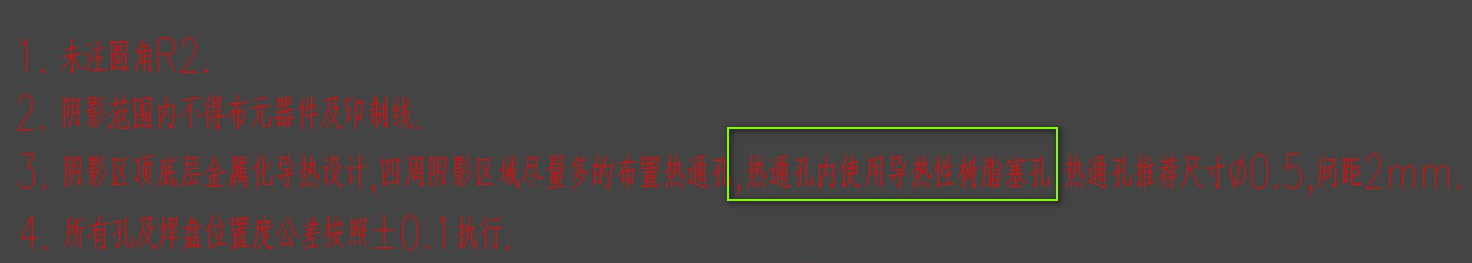 1. 未注圆角R2.
2. 阴影范围内不得布元器件及印制线.
3. 阴影区顶底层金属化导热设计,四周阴影区域尽量多的布置热通孔,热通孔内使用导热性树脂塞孔 热通孔推荐尺寸φ0.5,间距2mm.
4. 所有孔及焊盘位置度公差按照±0.1执行.